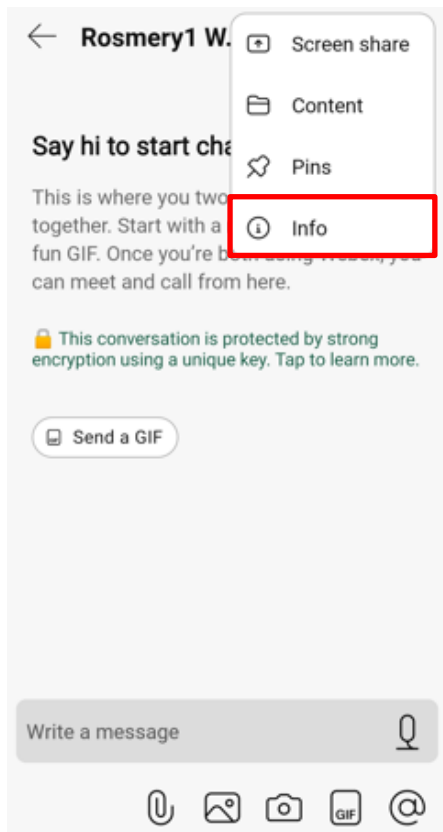 Rosmery1 W.
Screen share
Content
Pins
Info
Say hi to start cha
This is where you two
together. Start with a
fun GIF. Once you're using Webex, you
can meet and call from here.
🔒 This conversation is protected by strong
encryption using a unique key. Tap to learn more.
Send a GIF
Write a message
GIF